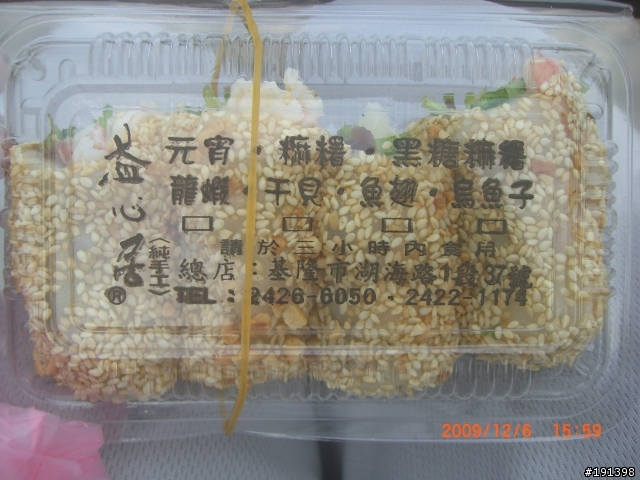 益心居
(純手工)
®
元宵·麻糬·黑糖麻糬
龍蝦·干貝·魚翅·烏魚子
請於三小時內食用
總店:基隆市湖海路1段37號
TEL:2426-6050·2422-1174
2009/12/6 15:59
#191398